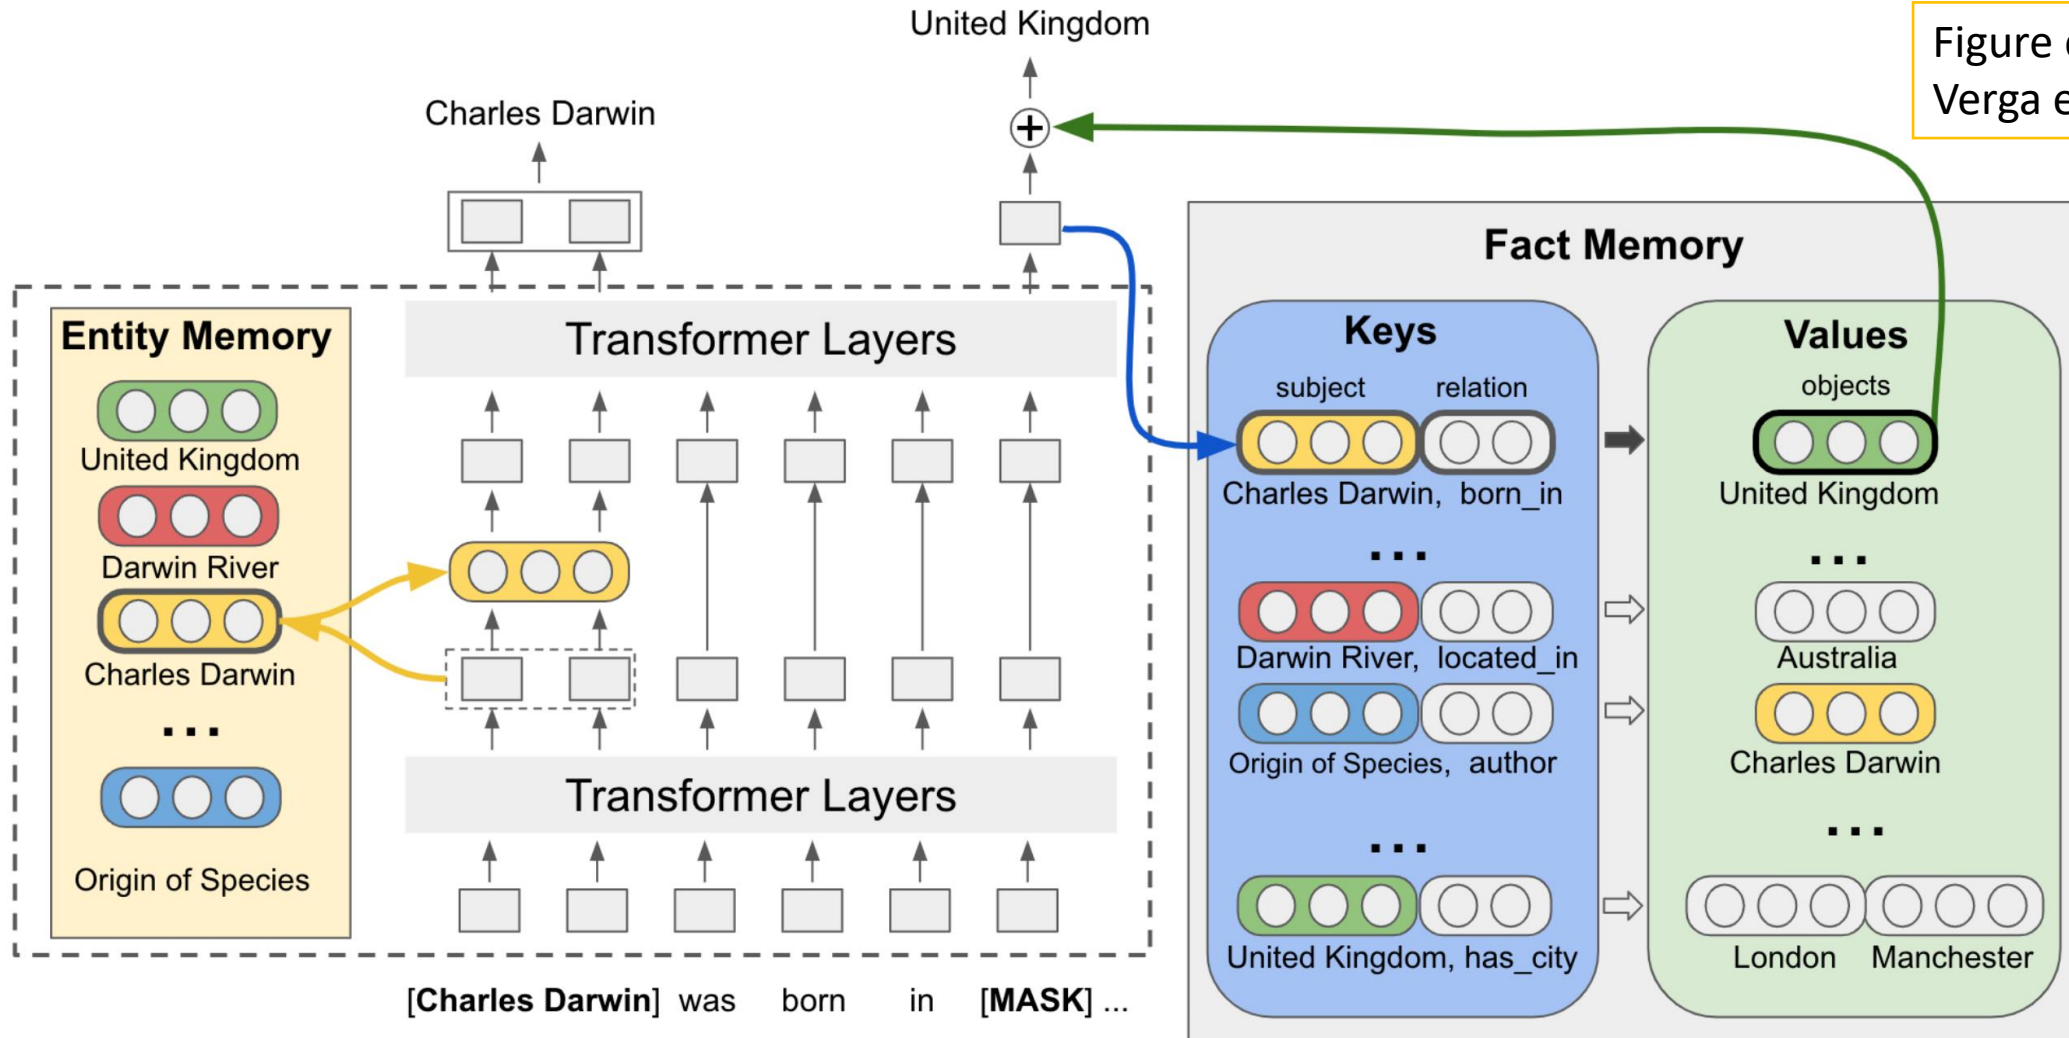 United Kingdom
Figure
Verga
Charles Darwin
+
Fact Memory
Entity Memory
Transformer Layers
Keys
Values
subject relation
objects
United Kingdom
Charles Darwin, born_in
United Kingdom
Darwin River
...
...
Charles Darwin
Darwin River, located_in
Australia
...
Origin of Species, author
Charles Darwin
Transformer Layers
...
...
Origin of Species
United Kingdom, has_city
London Manchester
[Charles Darwin] was born in [MASK] ...